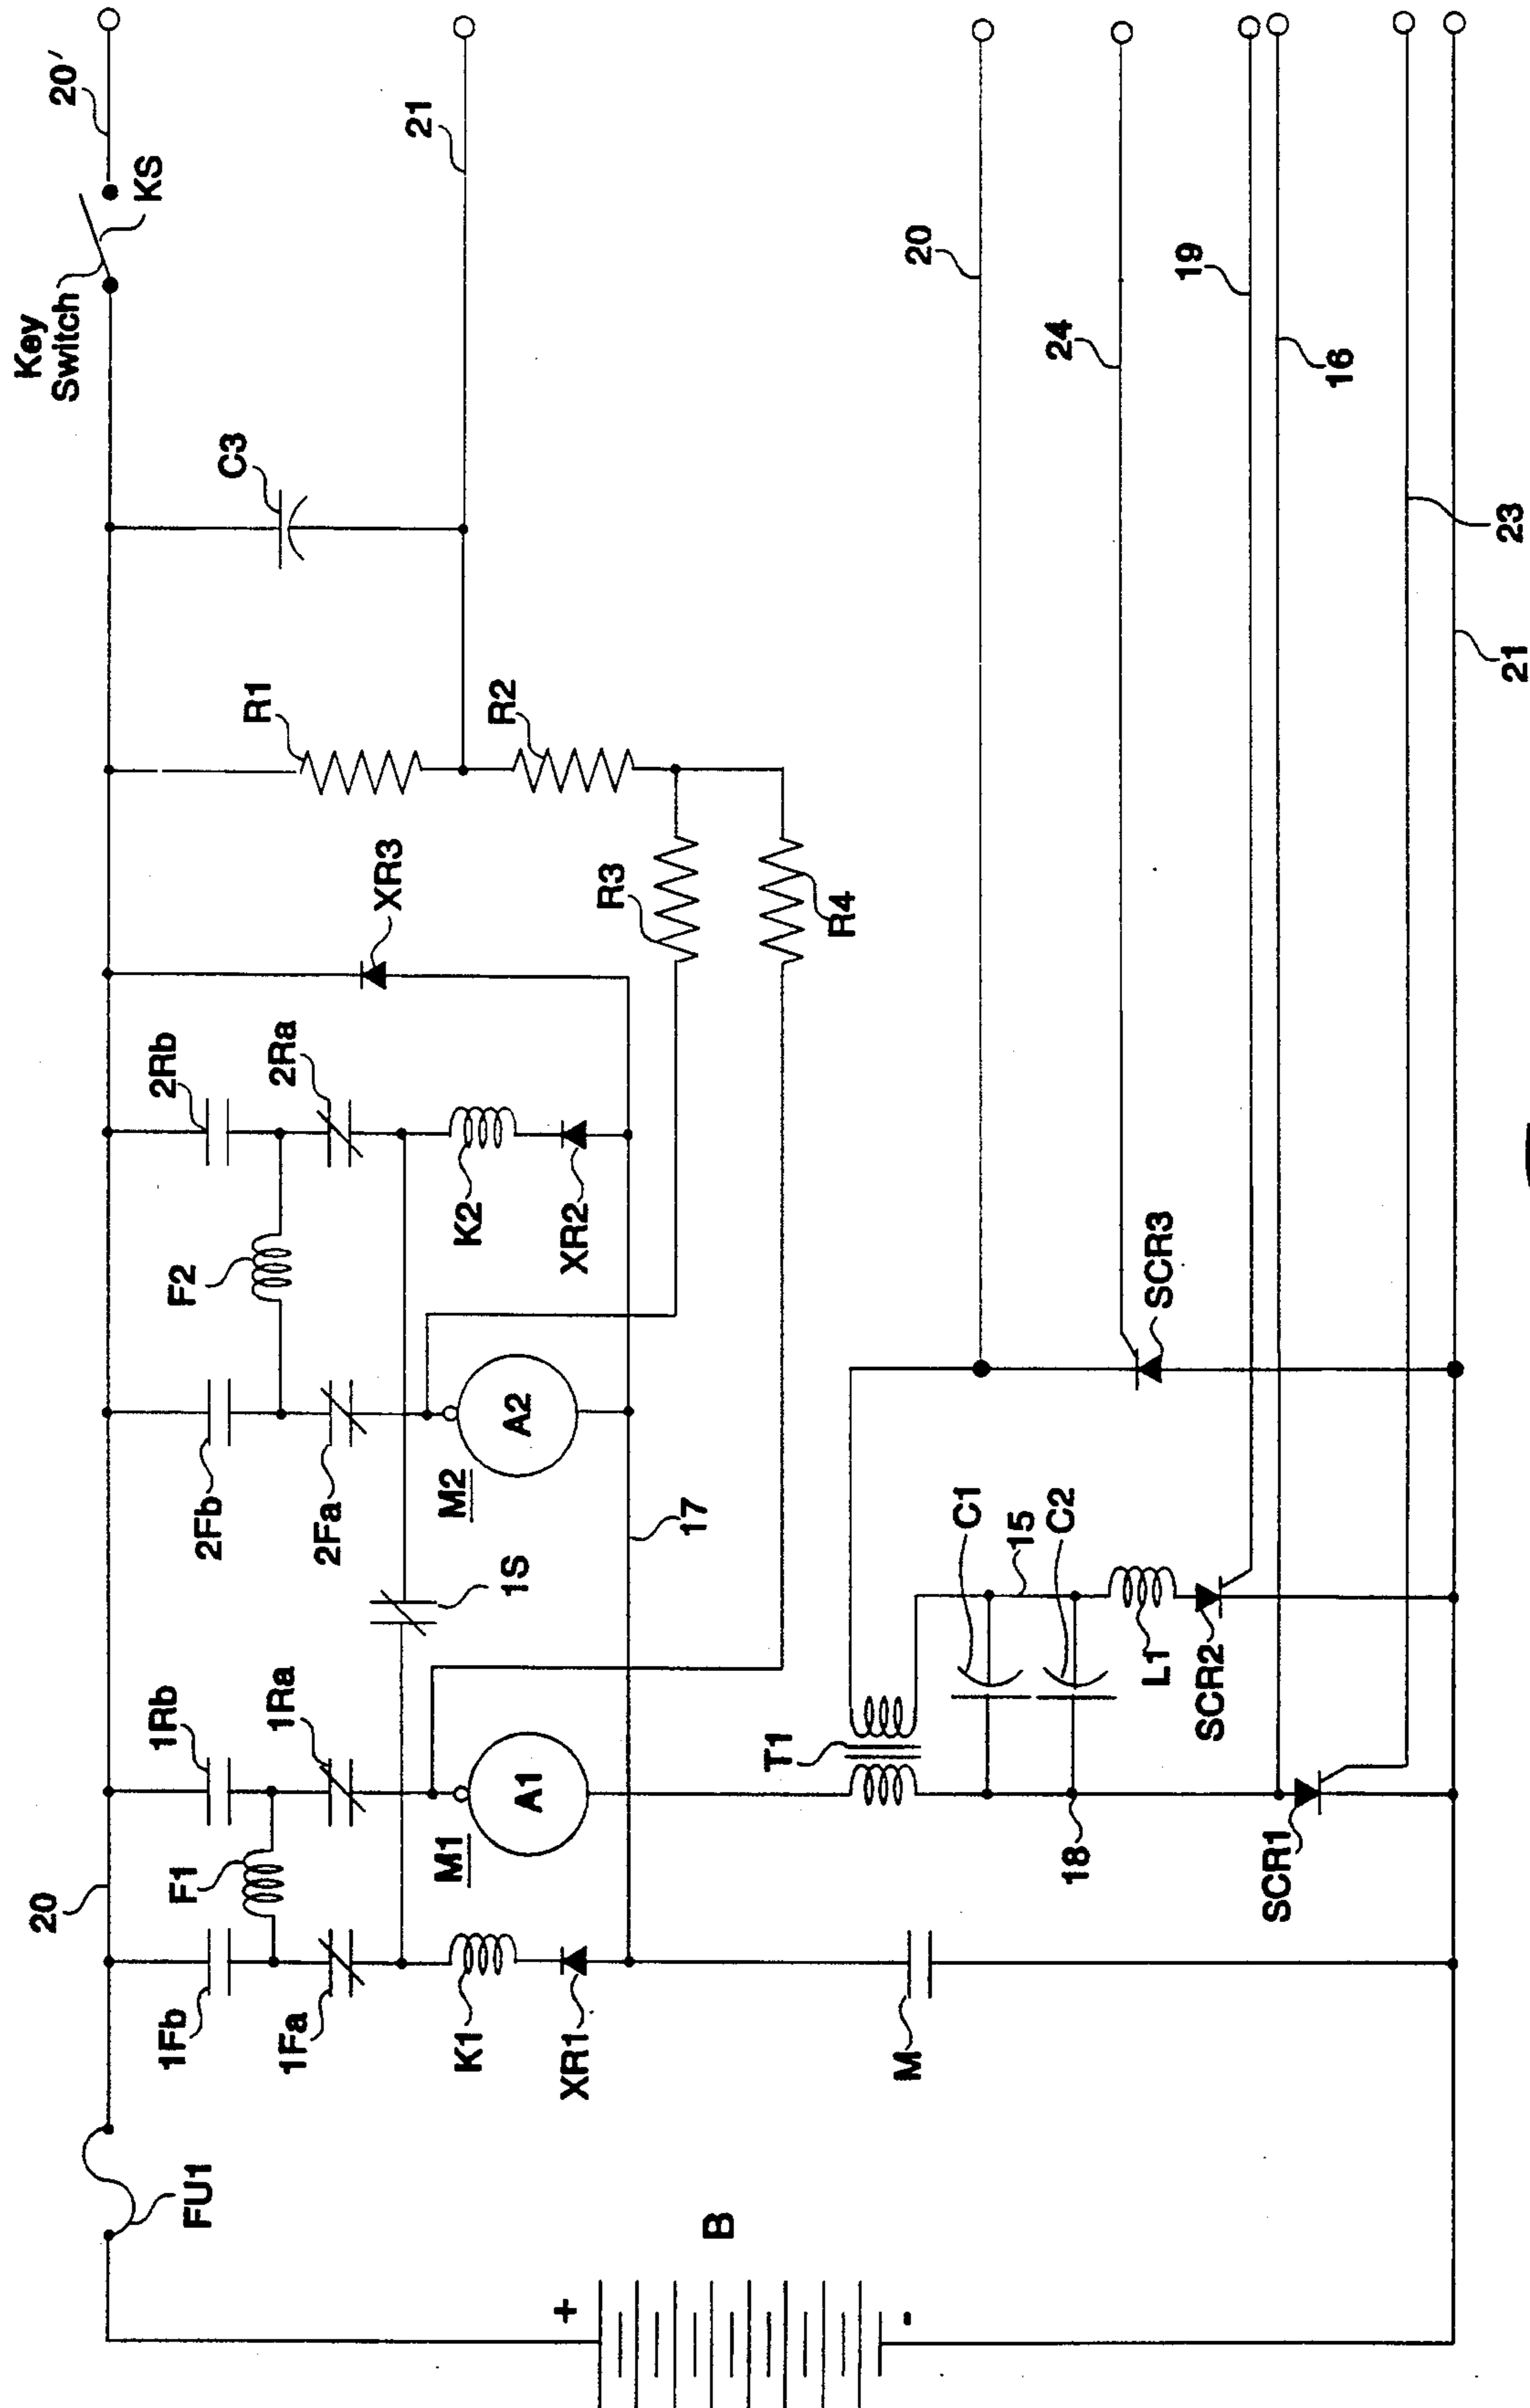 20'
KS
Key
Switch
21
C3
R1
R2
XR3
R3
R4
2Rb
2Ra
K2
XR2
F2
2Fb
2Fa
M2
A2
17
1S
1Rb
1Ra
M1
A1
F1
20
1Fb
1Fa
K1
XR1
M
FU1
+
B
-
20
24
19
16
23
21
SCR3
C1
15
C2
T1
L1
SCR2
18
SCR1